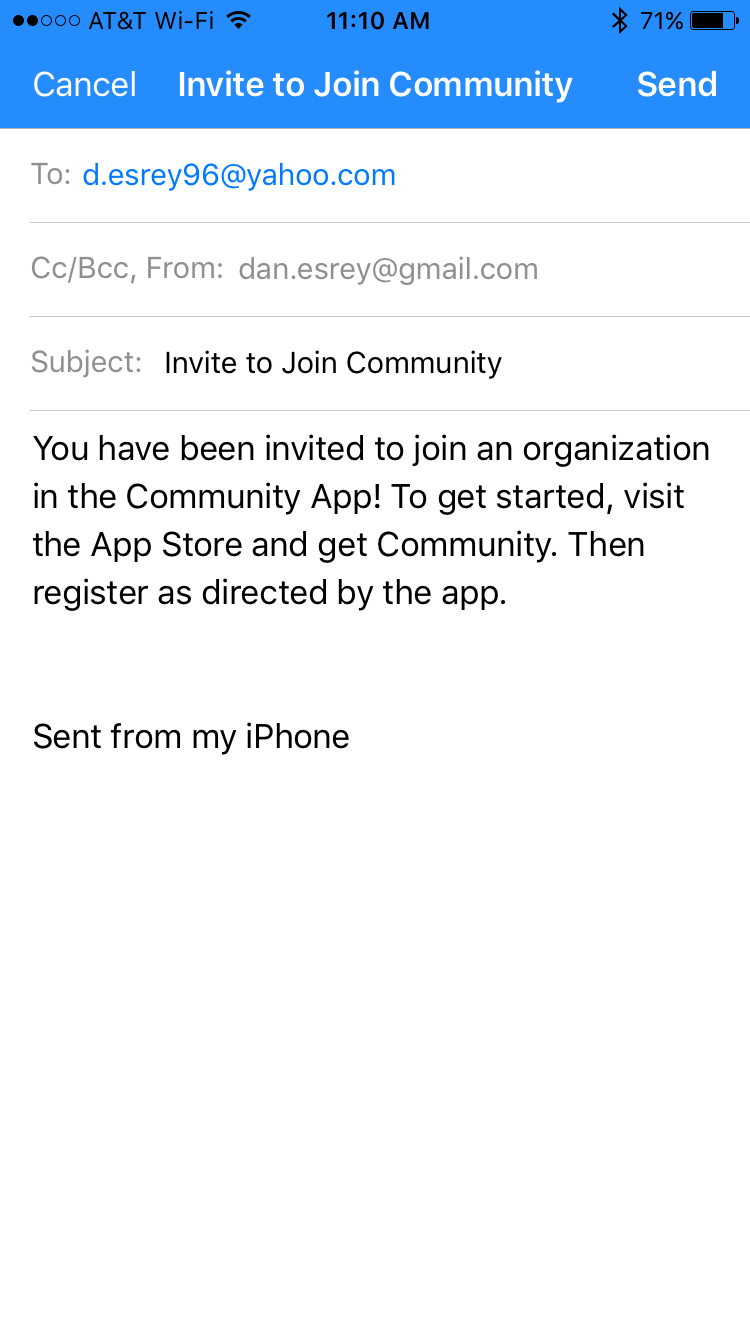 AT&T Wi-Fi 11:10 AM 71%
Cancel Invite to Join Community Send
To: d.esrey96@yahoo.com
Cc/Bcc, From: dan.esrey@gmail.com
Subject: Invite to Join Community
You have been invited to join an organization
in the Community App! To get started, visit
the App Store and get Community. Then
register as directed by the app.
Sent from my iPhone